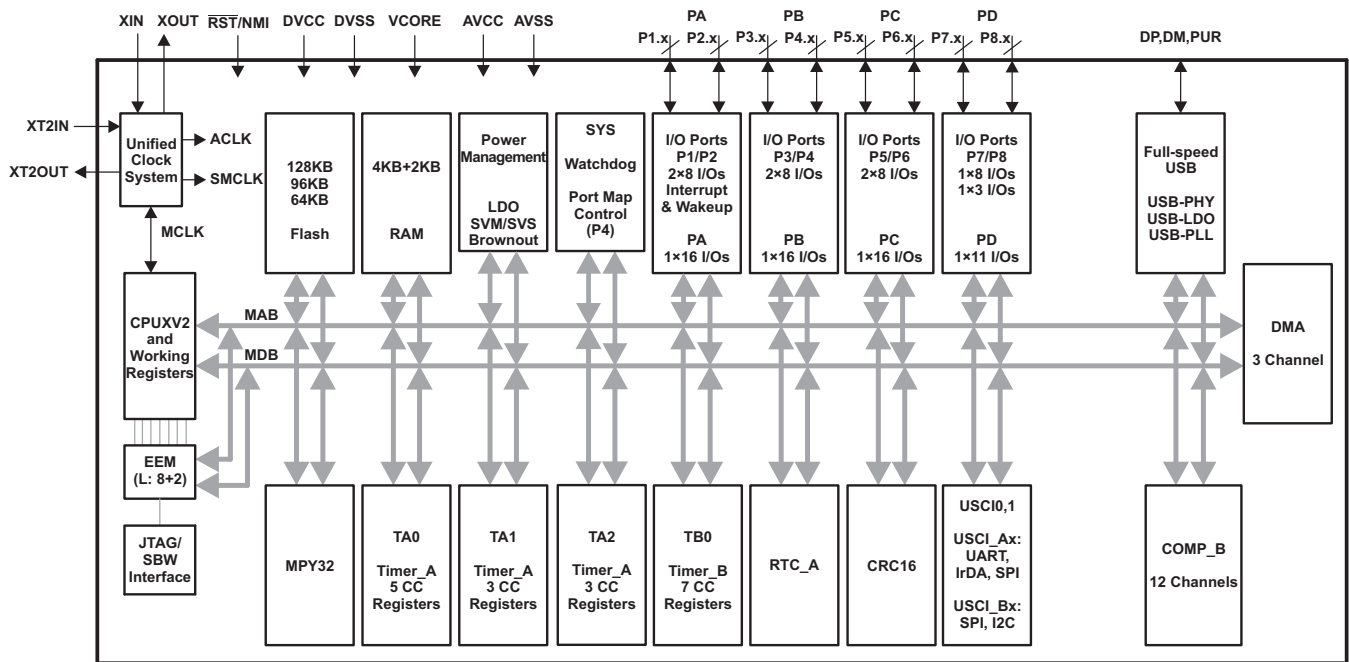 XIN
XOUT
RST/NMI
DVCC
DVSS
VCORE
AVCC
AVSS
PA
P1.x
P2.x
PB
P3.x
P4.x
PC
P5.x
P6.x
PD
P7.x
P8.x
DP,DM,PUR
XT2IN
XT2OUT
Unified
Clock
System
ACLK
SMCLK
MCLK
128KB
96KB
64KB
Flash
4KB+2KB
RAM
Power
Management
LDO
SVM/SVS
Brownout
SYS
Watchdog
Port Map
Control
(P4)
I/O Ports
P1/P2
2×8 I/Os
Interrupt
& Wakeup
PA
1×16 I/Os
I/O Ports
P3/P4
2×8 I/Os
PB
1×16 I/Os
I/O Ports
P5/P6
2×8 I/Os
PC
1×16 I/Os
I/O Ports
P7/P8
1×8 I/Os
1×3 I/Os
PD
1×11 I/Os
Full-speed
USB
USB-PHY
USB-LDO
USB-PLL
CPUXV2
and
Working
Registers
MAB
MDB
DMA
3 Channel
EEM
(L: 8+2)
JTAG/
SBW
Interface
MPY32
TA0
Timer_A
5 CC
Registers
TA1
Timer_A
3 CC
Registers
TA2
Timer_A
3 CC
Registers
TB0
Timer_B
7 CC
Registers
RTC_A
CRC16
USCI0,1
USCI_Ax:
UART,
IrDA, SPI
USCI_Bx:
SPI, I2C
COMP_B
12 Channels